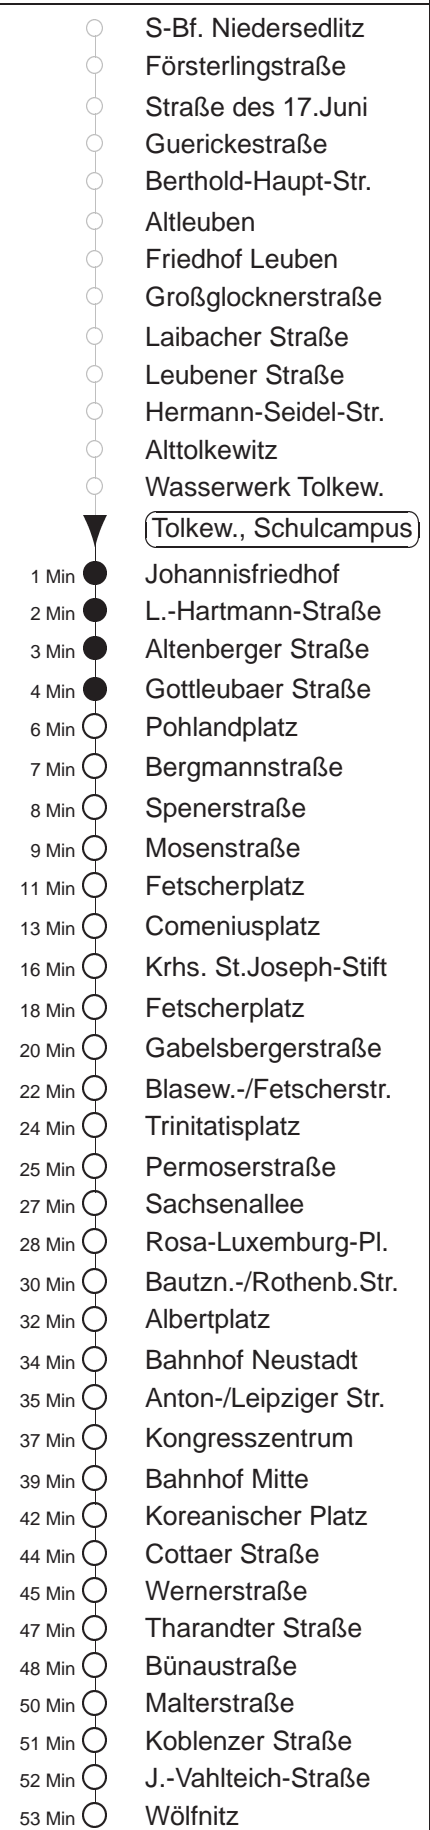 S-Bf. Niedersedlitz
Försterlingstraße
Straße des 17.Juni
Guerickestraße
Berthold-Haupt-Str.
Altleuben
Friedhof Leuben
Großglocknerstraße
Laibacher Straße
Leubener Straße
Hermann-Seidel-Str.
Alttolkewitz
Wasserwerk Tolkew.
Tolkew., Schulcampus
1 Min Johannisfriedhof
2 Min L.-Hartmann-Straße
3 Min Altenberger Straße
4 Min Gottleubaer Straße
6 Min Pohlandplatz
7 Min Bergmannstraße
8 Min Spenerstraße
9 Min Mosenstraße
11 Min Fetscherplatz
13 Min Comeniusplatz
16 Min Krhs. St.Joseph-Stift
18 Min Fetscherplatz
20 Min Gabelsbergerstraße
22 Min Blasew.-/Fetscherstr.
24 Min Trinitatisplatz
25 Min Permoserstraße
27 Min Sachsenallee
28 Min Rosa-Luxemburg-Pl.
30 Min Bautzn.-/Rothenb.Str.
32 Min Albertplatz
34 Min Bahnhof Neustadt
35 Min Anton-/Leipziger Str.
37 Min Kongresszentrum
39 Min Bahnhof Mitte
42 Min Koreanischer Platz
44 Min Cottaer Straße
45 Min Wernerstraße
47 Min Tharandter Straße
48 Min Bünaustraße
50 Min Malterstraße
51 Min Koblenzer Straße
52 Min J.-Vahlteich-Straße
53 Min Wölfnitz